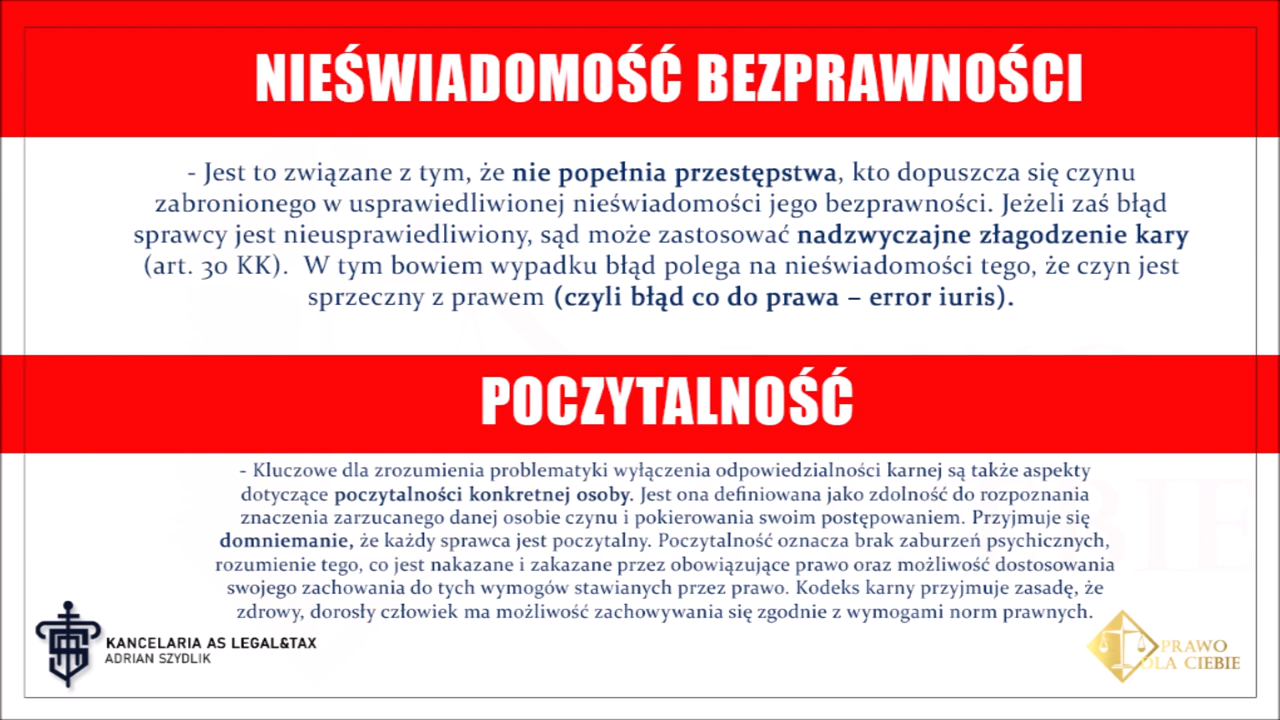 NIEŚWIADOMOŚĆ BEZPRAWNOŚCI
- Jest to związane z tym, że nie popełnia przestępstwa, kto dopuszcza się czynu
zabronionego w usprawiedliwionej nieświadomości jego bezprawności. Jeżeli zaś błąd
sprawcy jest nieusprawiedliwiony, sąd może zastosować nadzwyczajne złagodzenie kary
(art. 30 KK). W tym bowiem wypadku błąd polega na nieświadomości tego, że czyn jest
sprzeczny z prawem (czyli błąd co do prawa – error iuris).
POCZYTALNOŚĆ
- Kluczowe dla zrozumienia problematyki wyłączenia odpowiedzialności karnej są także aspekty
dotyczące poczytalności konkretnej osoby. Jest ona definiowana jako zdolność do rozpoznania
znaczenia zarzucanego danej osobie czynu i pokierowania swoim postępowaniem. Przyjmuje się
domniemanie, że każdy sprawca jest poczytalny. Poczytalność oznacza brak zaburzeń psychicznych,
rozumienie tego, co jest nakazane i zakazane przez obowiązujące prawo oraz możliwość dostosowania
swojego zachowania do tych wymogów stawianych przez prawo. Kodeks karny przyjmuje zasadę, że
zdrowy, dorosły człowiek ma możliwość zachowywania się zgodnie z wymogami norm prawnych.
KANCELARIA AS LEGAL&TAX
ADRIAN SZYDLIK
PRAWO
DLA CIEBIE